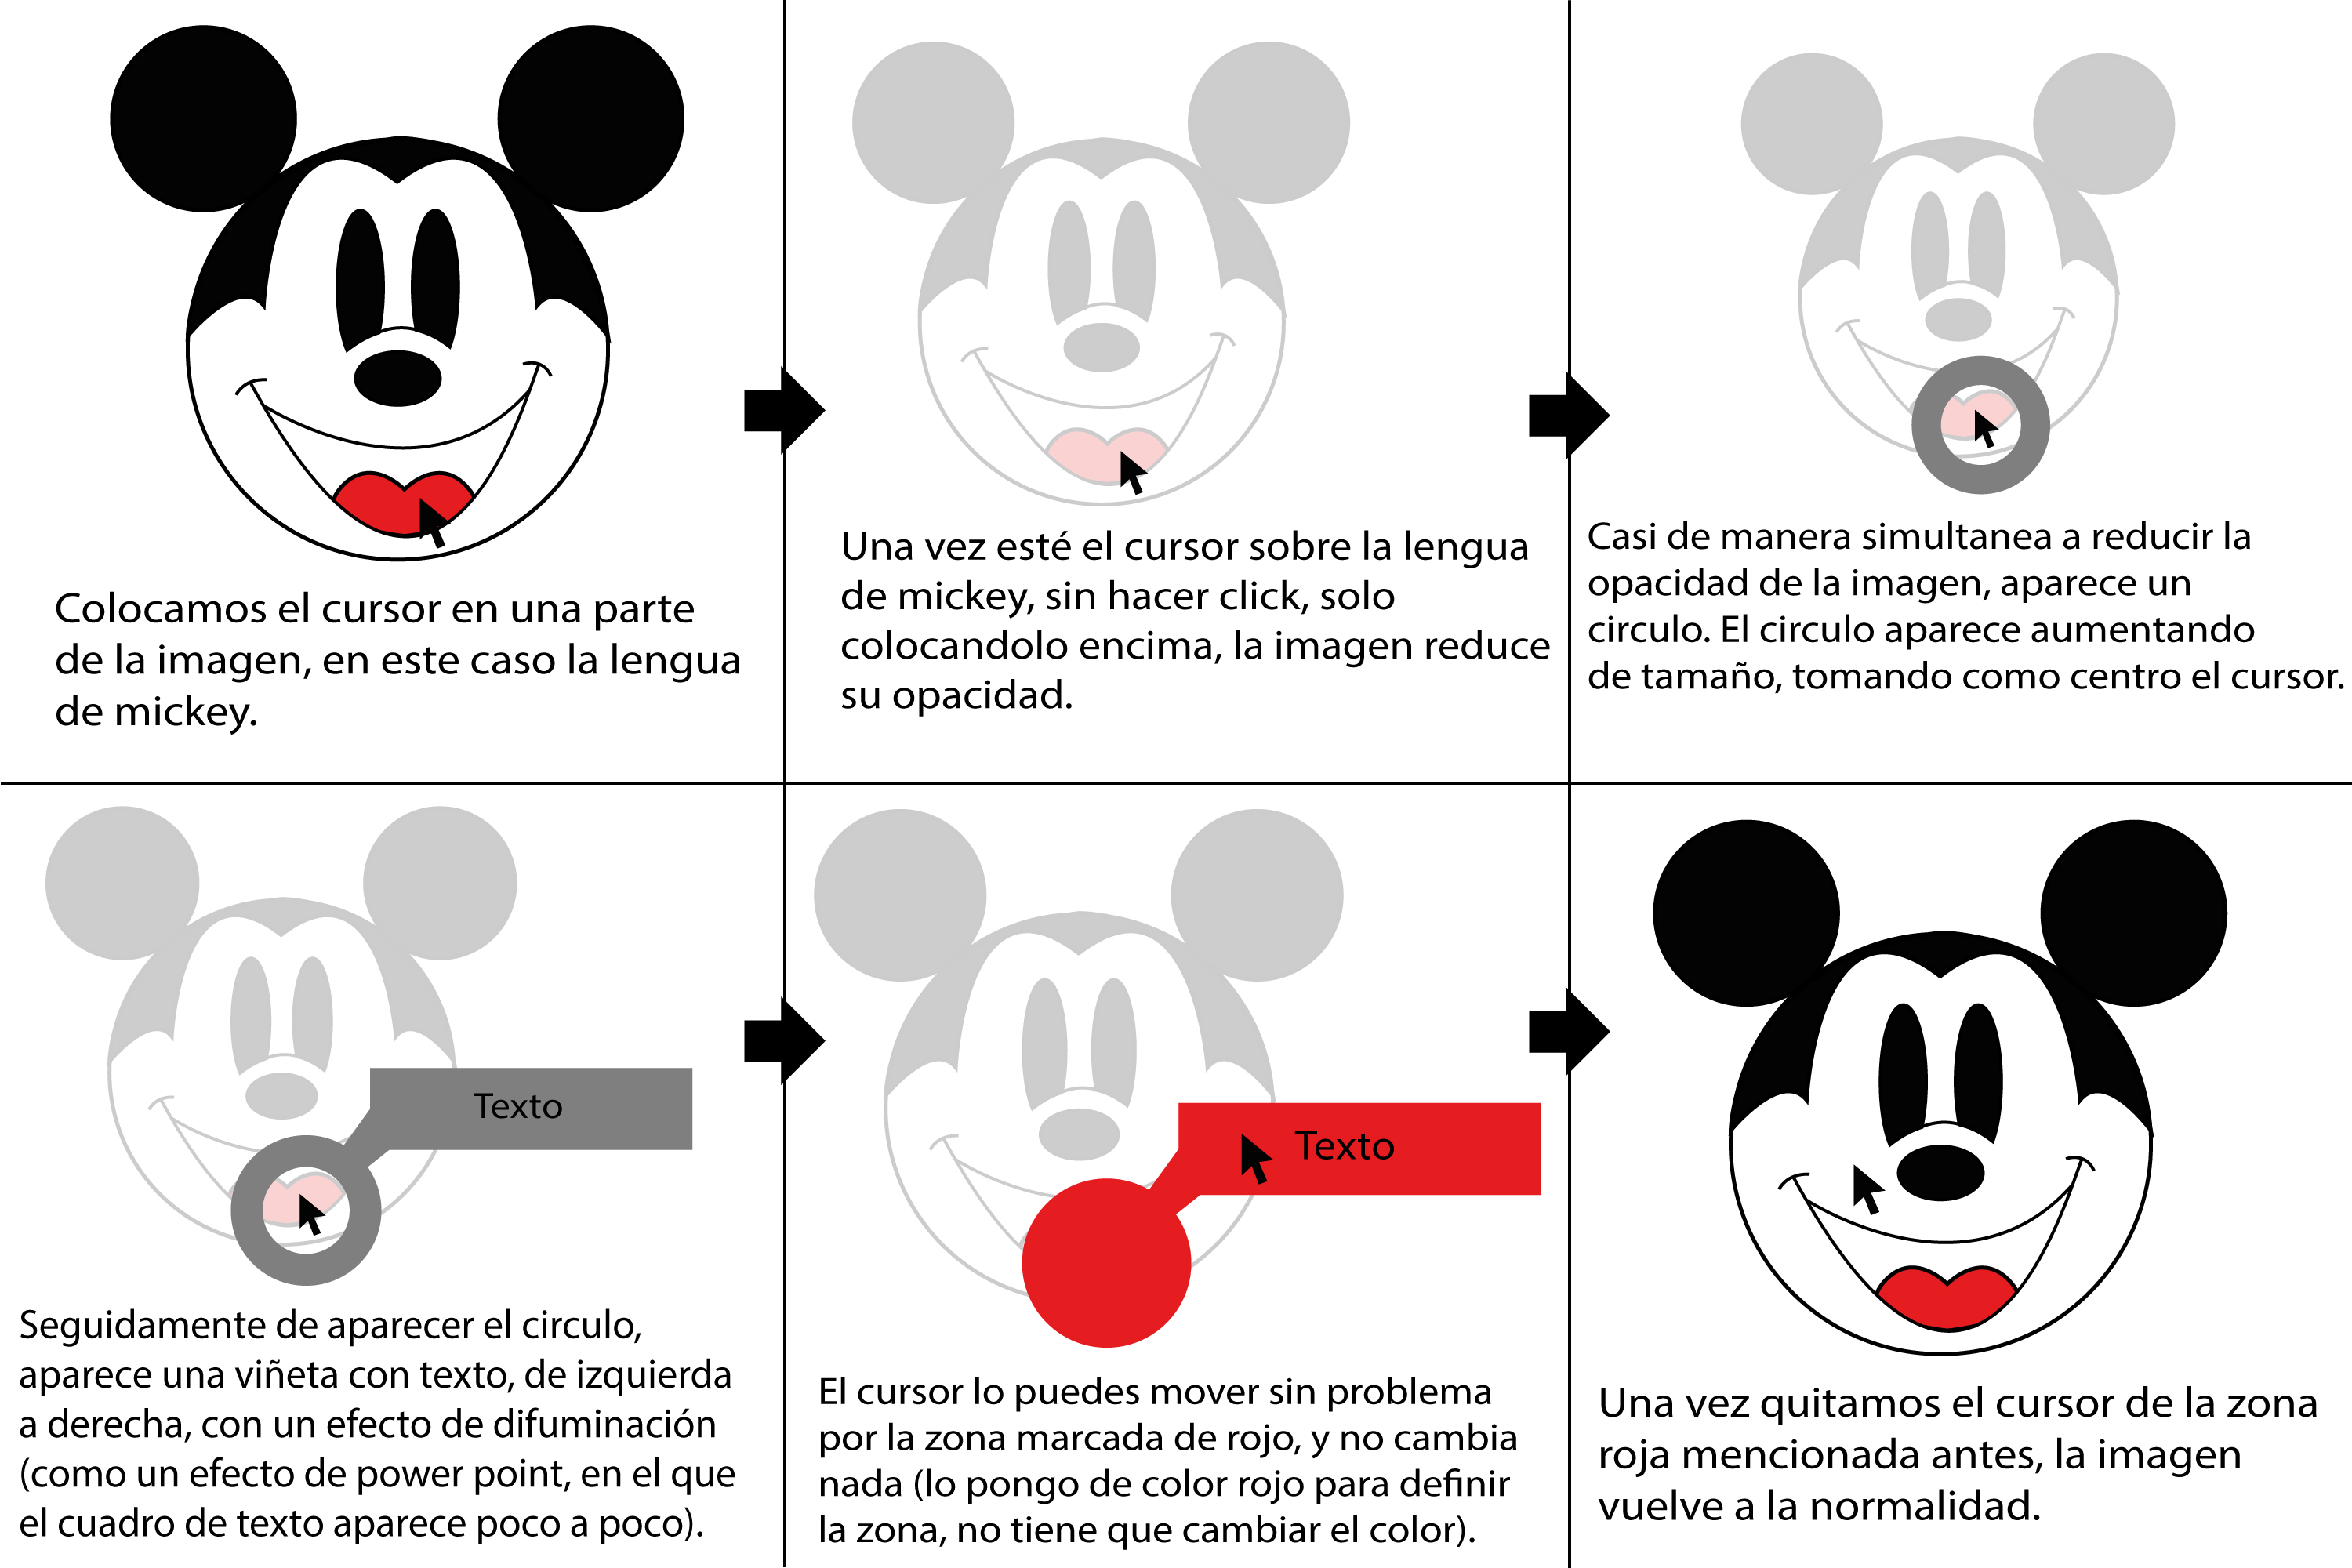 Colocamos el cursor en una parte
de la imagen, en este caso la lengua
de mickey.
Una vez esté el cursor sobre la lengua
de mickey, sin hacer click, solo
colocandolo encima, la imagen reduce
su opacidad.
Casi de manera simultanea a reducir la
opacidad de la imagen, aparece un
circulo. El circulo aparece aumentando
de tamaño, tomando como centro el cursor.
Texto
Seguidamente de aparecer el circulo,
aparece una viñeta con texto, de izquierda
a derecha, con un efecto de difuminación
(como un efecto de power point, en el que
el cuadro de texto aparece poco a poco).
Texto
El cursor lo puedes mover sin problema
por la zona marcada de rojo, y no cambia
nada (lo pongo de color rojo para definir
la zona, no tiene que cambiar el color).
Una vez quitamos el cursor de la zona
roja mencionada antes, la imagen
vuelve a la normalidad.